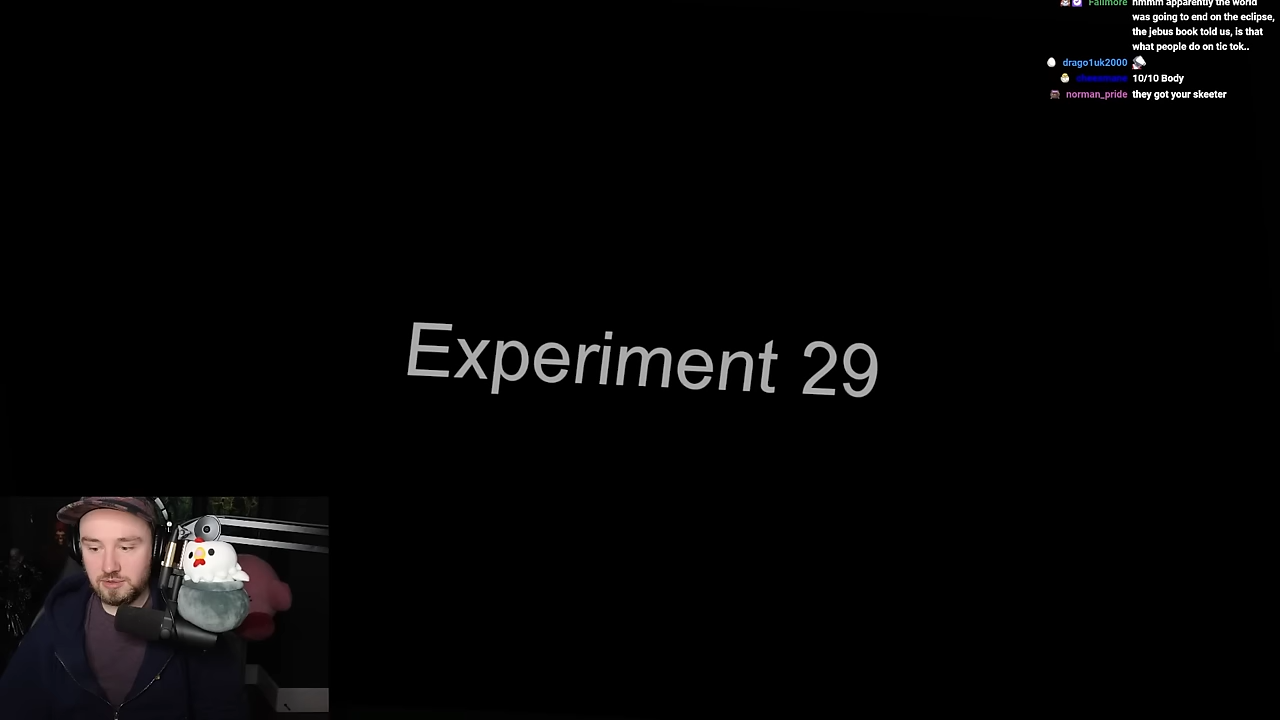 Fallmore hmmm apparently the world
was going to end on the eclipse,
the jebus book told us, is that
what people do on tic tok..
drago1uk2000
10/10 Body
norman_pride they got your skeeter
Experiment 29